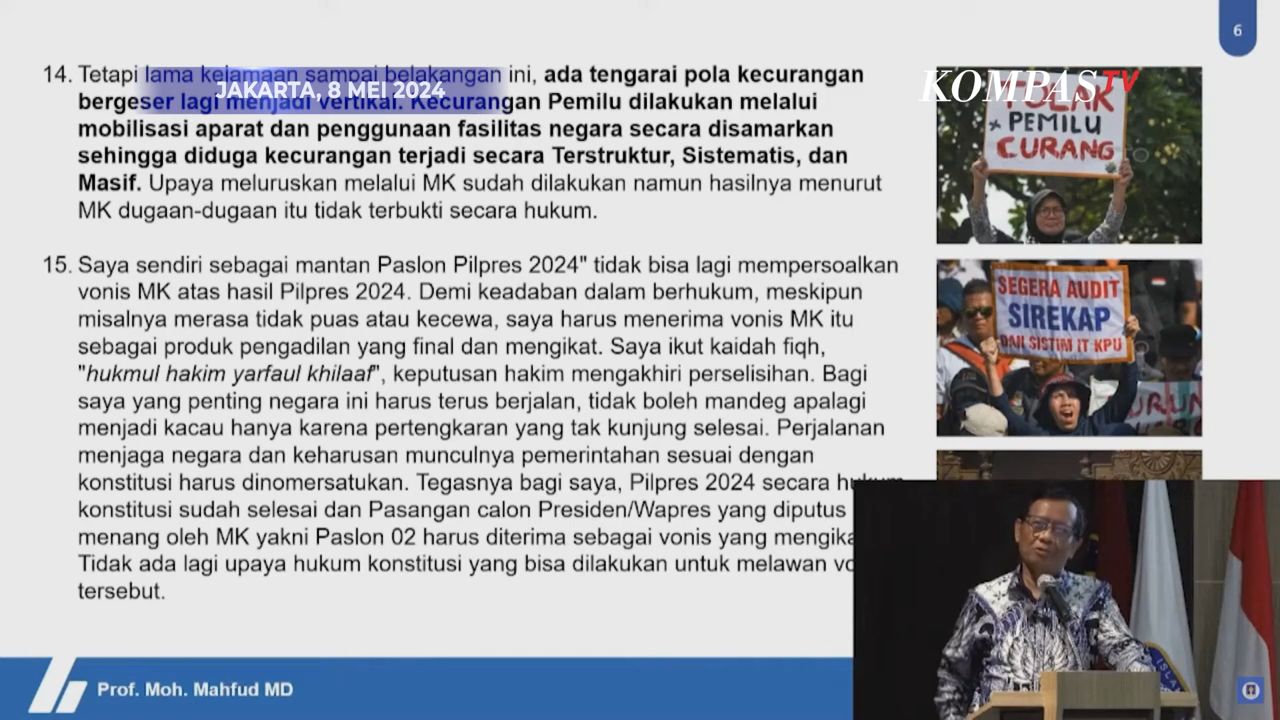 6
KOMPASTV
JAKARTA, 8 MEI 2024
14. Tetapi lama kelamaan sampai belakangan ini, ada tengarai pola kecurangan
bergeser lagi menjadi vertikal. Kecurangan Pemilu dilakukan melalui
mobilisasi aparat dan penggunaan fasilitas negara secara disamarkan
sehingga diduga kecurangan terjadi secara Terstruktur, Sistematis, dan
Masif. Upaya meluruskan melalui MK sudah dilakukan namun hasilnya menurut
MK dugaan-dugaan itu tidak terbukti secara hukum.
15. Saya sendiri sebagai mantan Paslon Pilpres 2024" tidak bisa lagi mempersoalkan
vonis MK atas hasil Pilpres 2024. Demi keadaban dalam berhukum, meskipun
misalnya merasa tidak puas atau kecewa, saya harus menerima vonis MK itu
sebagai produk pengadilan yang final dan mengikat. Saya ikut kaidah fiqh,
"hukmul hakim yarfaul khilaaf", keputusan hakim mengakhiri perselisihan. Bagi
saya yang penting negara ini harus terus berjalan, tidak boleh mandeg apalagi
menjadi kacau hanya karena pertengkaran yang tak kunjung selesai. Perjalanan
menjaga negara dan keharusan munculnya pemerintahan sesuai dengan
konstitusi harus dinomersatukan. Tegasnya bagi saya, Pilpres 2024 secara hukum
konstitusi sudah selesai dan Pasangan calon Presiden/Wapres yang diputus
menang oleh MK yakni Paslon 02 harus diterima sebagai vonis yang mengika
Tidak ada lagi upaya hukum konstitusi yang bisa dilakukan untuk melawan vo
tersebut.
TOLAK
PEMILU
CURANG
SEGERA AUDIT
SIREKAP
DNI SISTIM IT KPU
Prof. Moh. Mahfud MD
ISLA